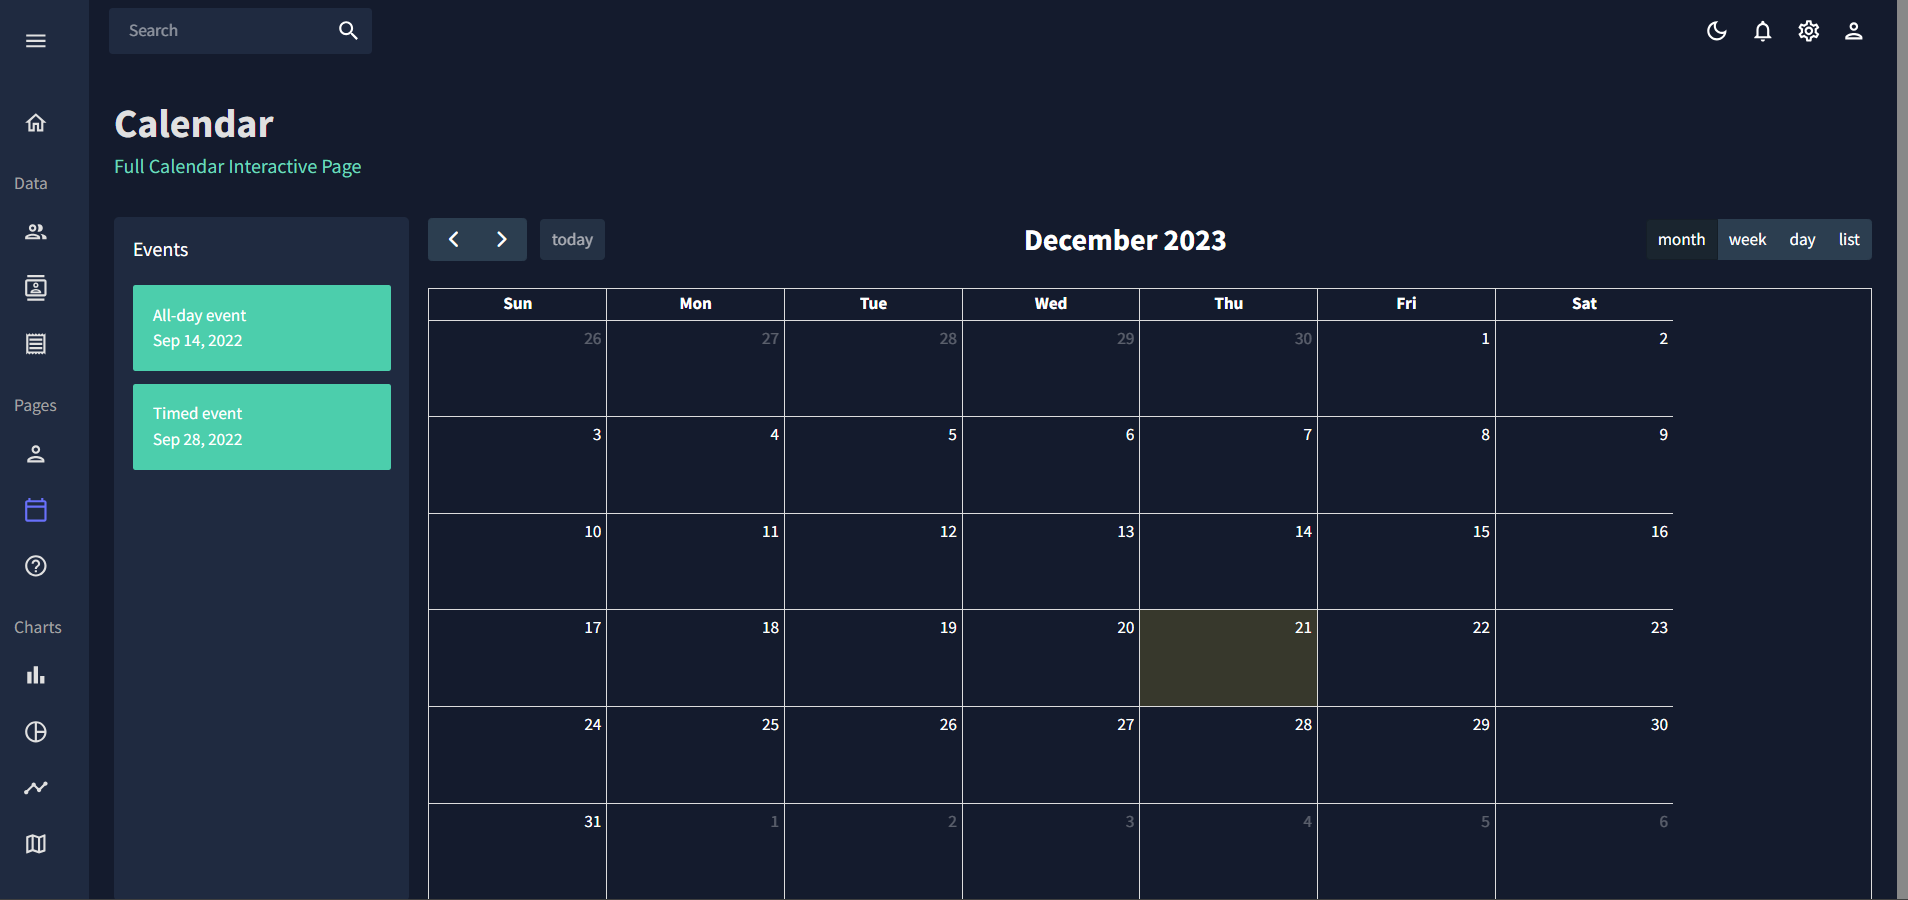 Search
Calendar
Full Calendar Interactive Page
Data
Pages
Charts
Events
All-day event
Sep 14, 2022
Timed event
Sep 28, 2022
today
December 2023
month week day list
Sun Mon Tue Wed Thu Fri Sat
26 27 28 29 30 1 2
3 4 5 6 7 8 9
10 11 12 13 14 15 16
17 18 19 20 21 22 23
24 25 26 27 28 29 30
31 1 2 3 4 5 6